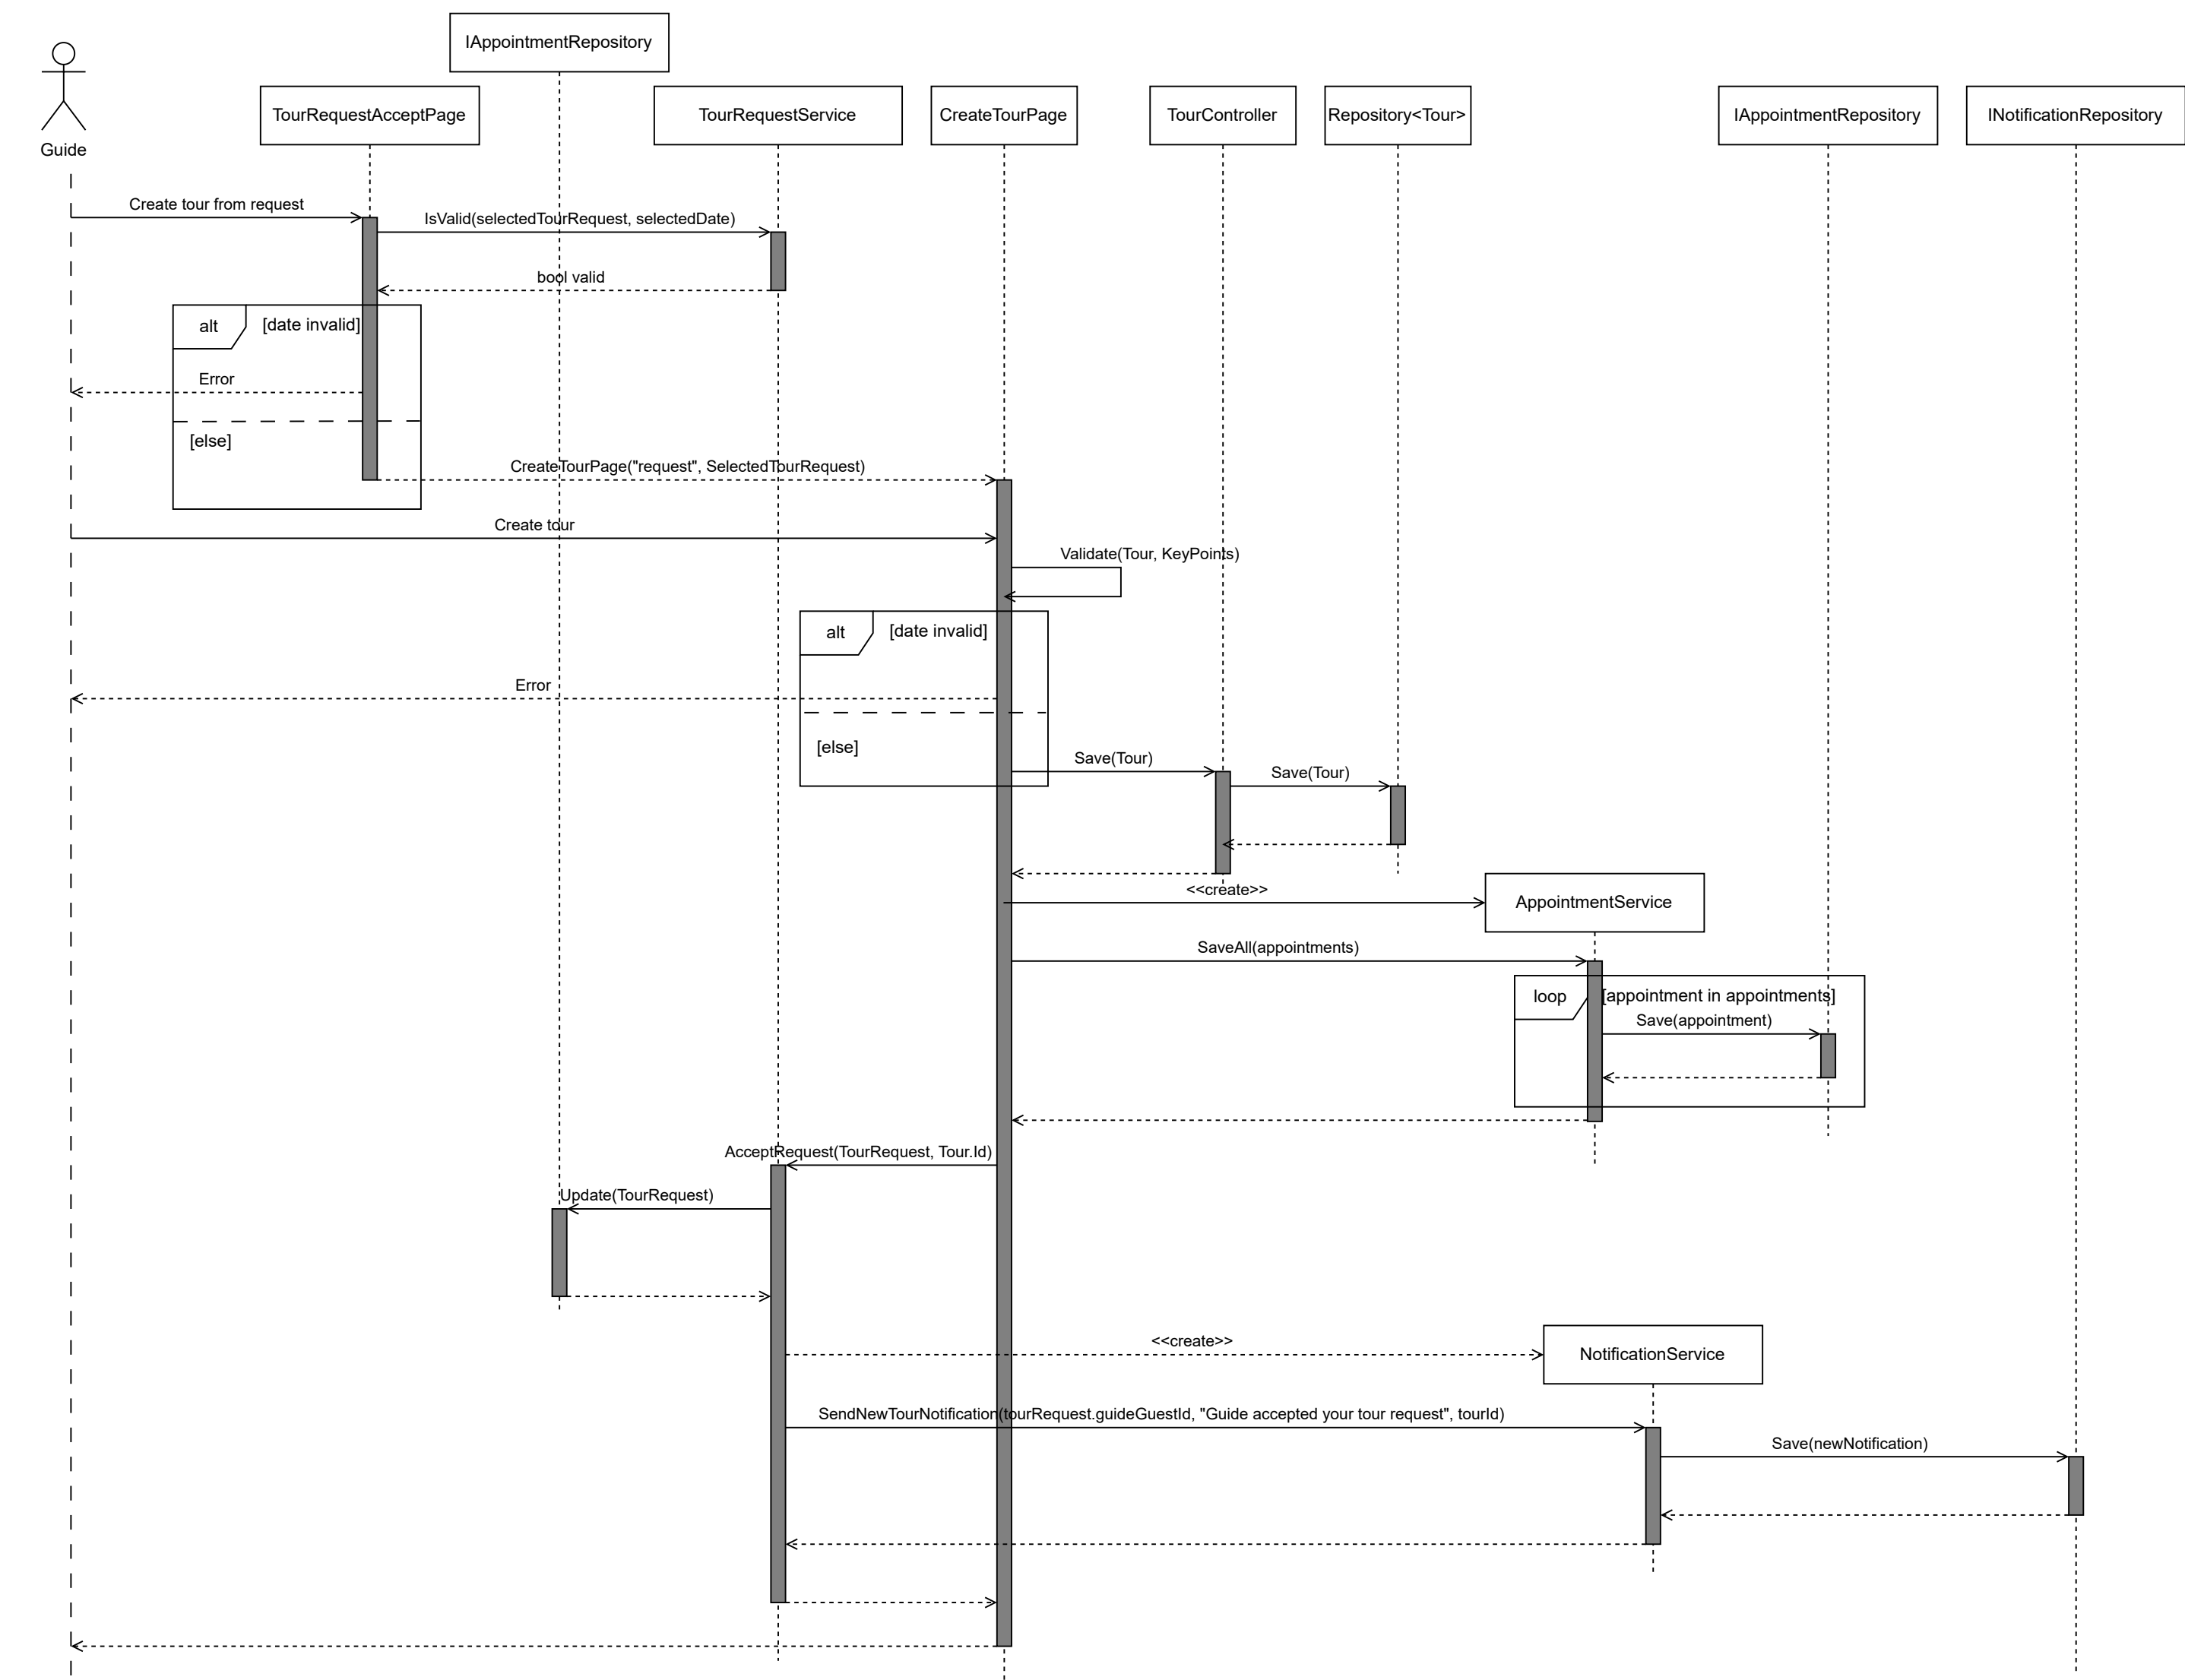 IAppointmentRepository
TourRequestAcceptPage
TourRequestService
CreateTourPage
TourController
Repository<Tour>
IAppointmentRepository
INotificationRepository
Guide
Create tour from request
IsValid(selectedTourRequest, selectedDate)
bool valid
alt
[date invalid]
Error
[else]
CreateTourPage("request", SelectedTourRequest)
Create tour
Validate(Tour, KeyPoints)
alt
[date invalid]
Error
[else]
Save(Tour)
Save(Tour)
<<create>>
AppointmentService
SaveAll(appointments)
loop
[appointment in appointments]
Save(appointment)
AcceptRequest(TourRequest, Tour.Id)
Update(TourRequest)
<<create>>
NotificationService
SendNewTourNotification(tourRequest.guideGuestId, "Guide accepted your tour request", tourId)
Save(newNotification)